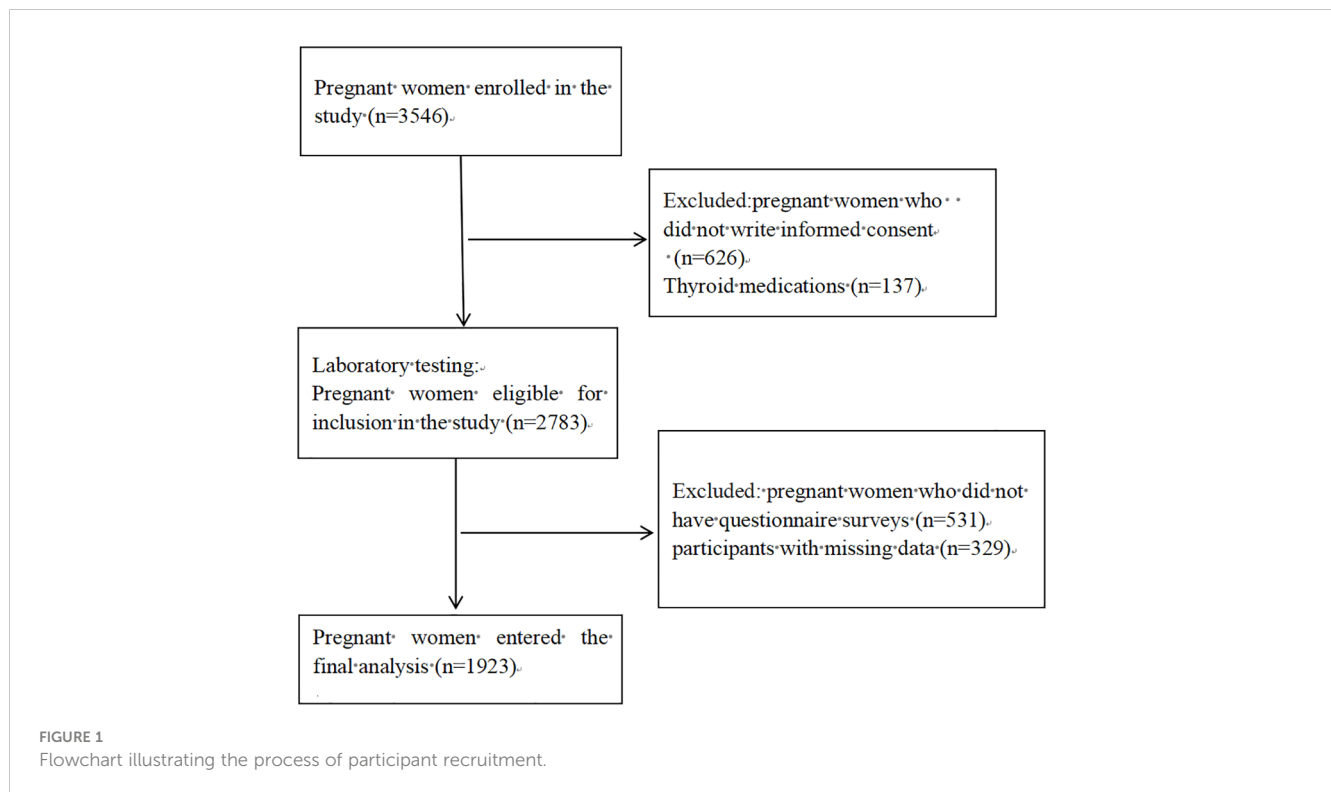 Pregnant women enrolled in the
study (n=3546)
Excluded:pregnant women who
did not write informed consent
(n=626)
Thyroid medications (n=137)
Laboratory testing:
Pregnant women eligible for
inclusion in the study (n=2783)
Excluded: pregnant women who did not
have questionnaire surveys (n=531)
participants with missing data (n=329)
Pregnant women entered the
final analysis (n=1923)
FIGURE 1
Flowchart illustrating the process of participant recruitment.